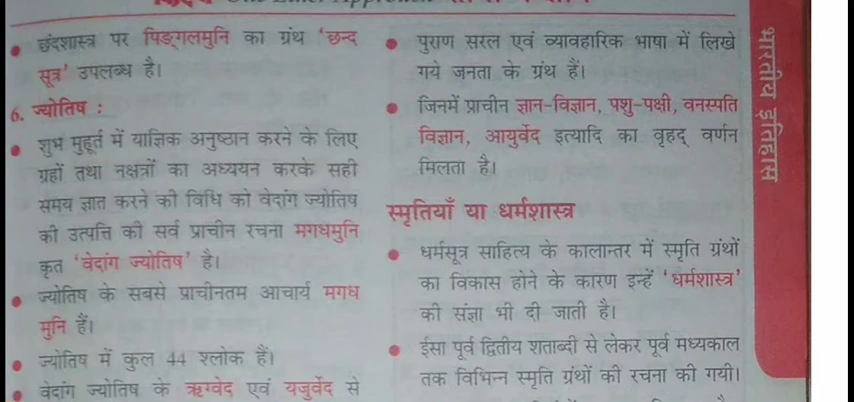 One Liner Approach
छंदशास्त्र पर पिङ्गलमुनि का ग्रंथ 'छन्द
सूत्र' उपलब्ध है।
6. ज्योतिष :
शुभ मुहूर्त में याज्ञिक अनुष्ठान करने के लिए
ग्रहों तथा नक्षत्रों का अध्ययन करके सही
समय ज्ञात करने की विधि को वेदांग ज्योतिष
की उत्पत्ति की सर्व प्राचीन रचना मगधमुनि
कृत 'वेदांग ज्योतिष' है।
ज्योतिष के सबसे प्राचीनतम आचार्य मगध
मुनि हैं।
ज्योतिष में कुल 44 श्लोक हैं।
वेदांग ज्योतिष के ऋग्वेद एवं यजुर्वेद से
पुराण सरल एवं व्यावहारिक भाषा में लिखे
गये जनता के ग्रंथ हैं।
जिनमें प्राचीन ज्ञान-विज्ञान, पशु-पक्षी, वनस्पति
विज्ञान, आयुर्वेद इत्यादि का वृहद् वर्णन
मिलता है।
स्मृतियाँ या धर्मशास्त्र
धर्मसूत्र साहित्य के कालान्तर में स्मृति ग्रंथों
का विकास होने के कारण इन्हें 'धर्मशास्त्र'
की संज्ञा भी दी जाती है।
ईसा पूर्व द्वितीय शताब्दी से लेकर पूर्व मध्यकाल
तक विभिन्न स्मृति ग्रंथों की रचना की गयी।
भारतीय इतिहास